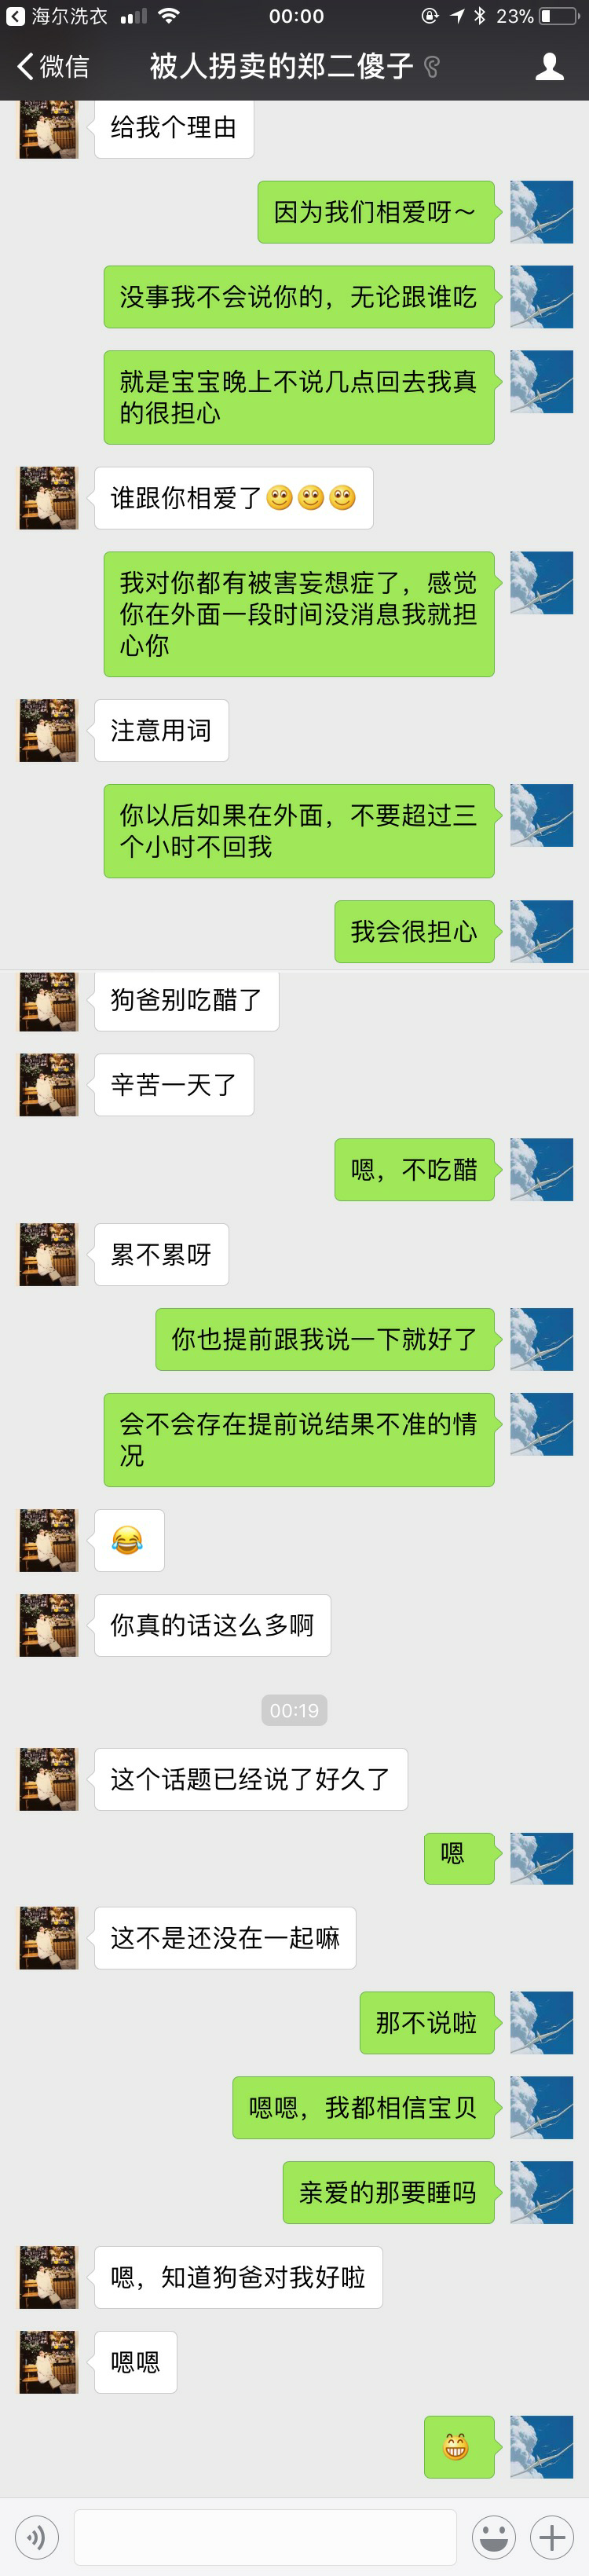 海尔洗衣
00:00
23%
微信
被人拐卖的郑二傻子
给我个理由
因为我们相爱呀～
没事我不会说你的，无论跟谁吃
就是宝宝晚上不说几点回去我真
的很担心
谁跟你相爱了🙂🙂🙂
我对你都有被害妄想症了，感觉
你在外面一段时间没消息我就担
心你
注意用词
你以后如果在外面，不要超过三
个小时不回我
我会很担心
狗爸别吃醋了
辛苦一天了
嗯，不吃醋
累不累呀
你也提前跟我说一下就好了
会不会存在提前说结果不准的情
况
😂
你真的话这么多啊
00:19
这个话题已经说了好久了
嗯
这不是还没在一起嘛
那不说啦
嗯嗯，我都相信宝贝
亲爱的那要睡吗
嗯，知道狗爸对我好啦
嗯嗯
😁